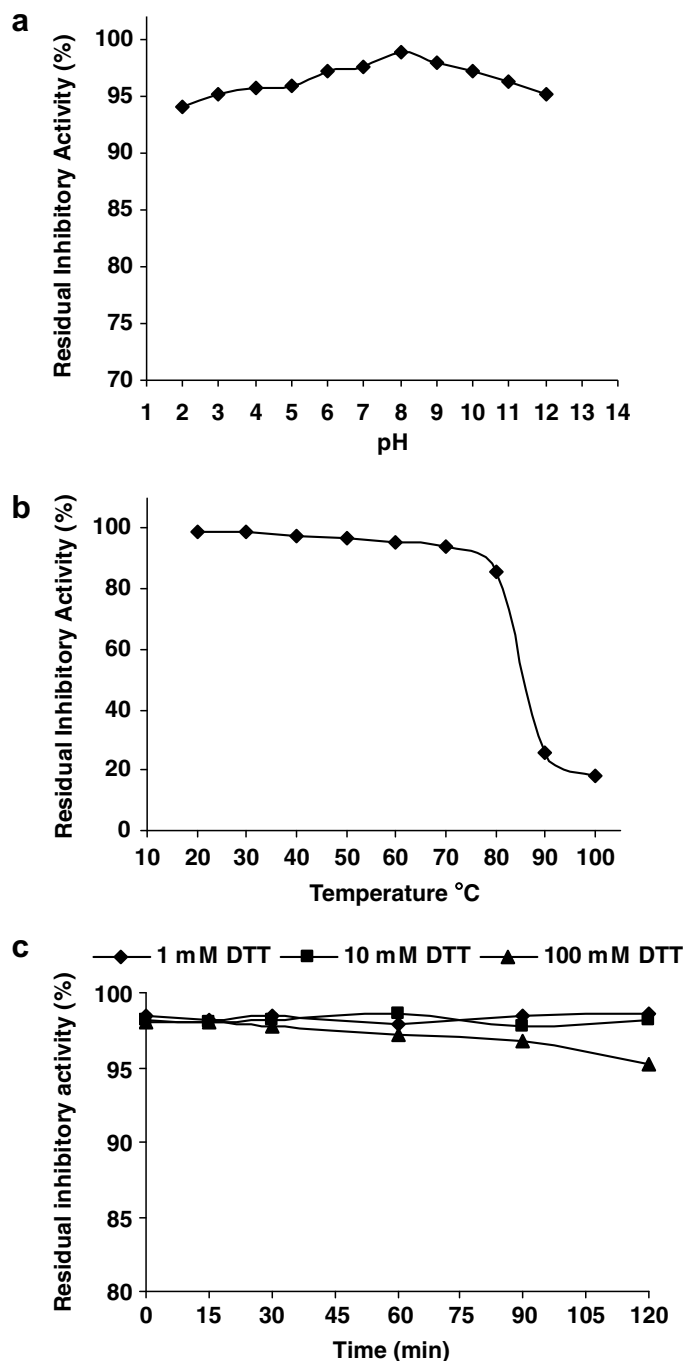 a
Residual Inhibitory Activity (%)
100
95
90
85
80
75
70
1 2 3 4 5 6 7 8 9 10 11 12 13 14
pH
b
Residual Inhibitory Activity (%)
100
80
60
40
20
0
10 20 30 40 50 60 70 80 90 100
Temperature °C
c
1 mM DTT 10 mM DTT 100 mM DTT
Residual inhibitory activity (%)
100
95
90
85
80
0 15 30 45 60 75 90 105 120
Time (min)